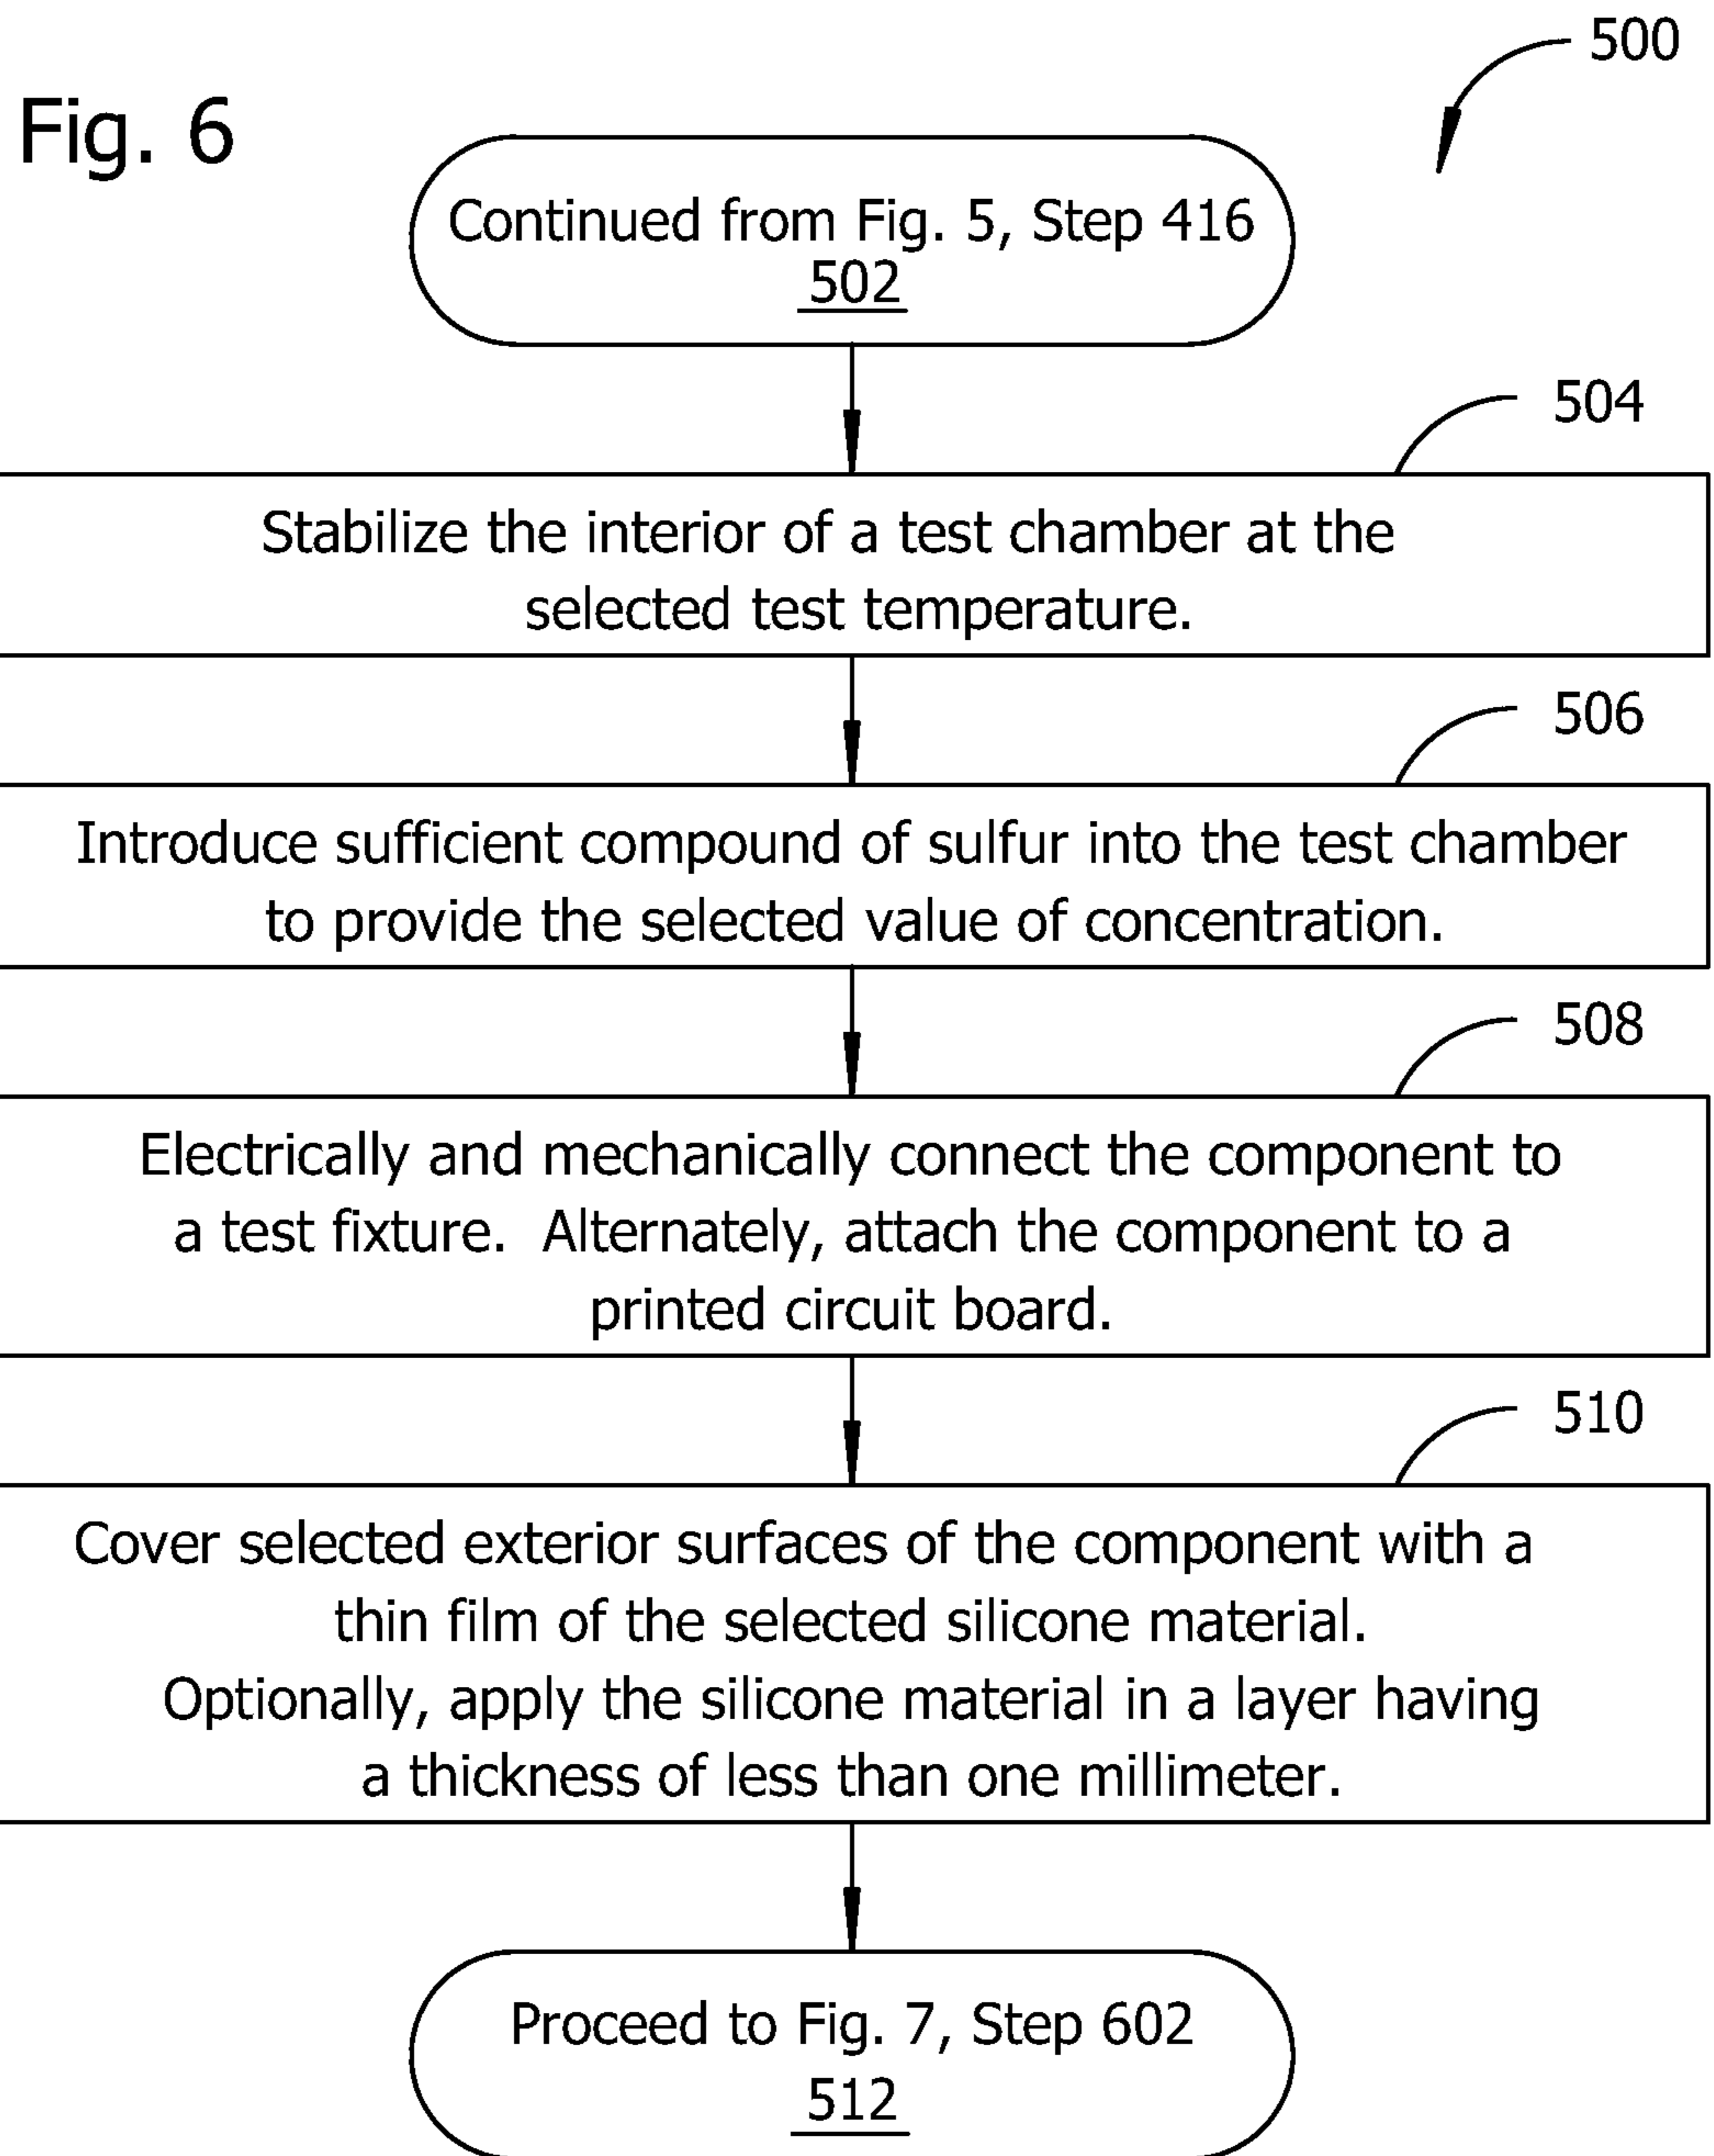 500
Fig. 6
Continued from Fig. 5, Step 416
502
504
Stabilize the interior of a test chamber at the
selected test temperature.
506
Introduce sufficient compound of sulfur into the test chamber
to provide the selected value of concentration.
508
Electrically and mechanically connect the component to
a test fixture.  Alternately, attach the component to a
printed circuit board.
510
Cover selected exterior surfaces of the component with a
thin film of the selected silicone material.
Optionally, apply the silicone material in a layer having
a thickness of less than one millimeter.
Proceed to Fig. 7, Step 602
512